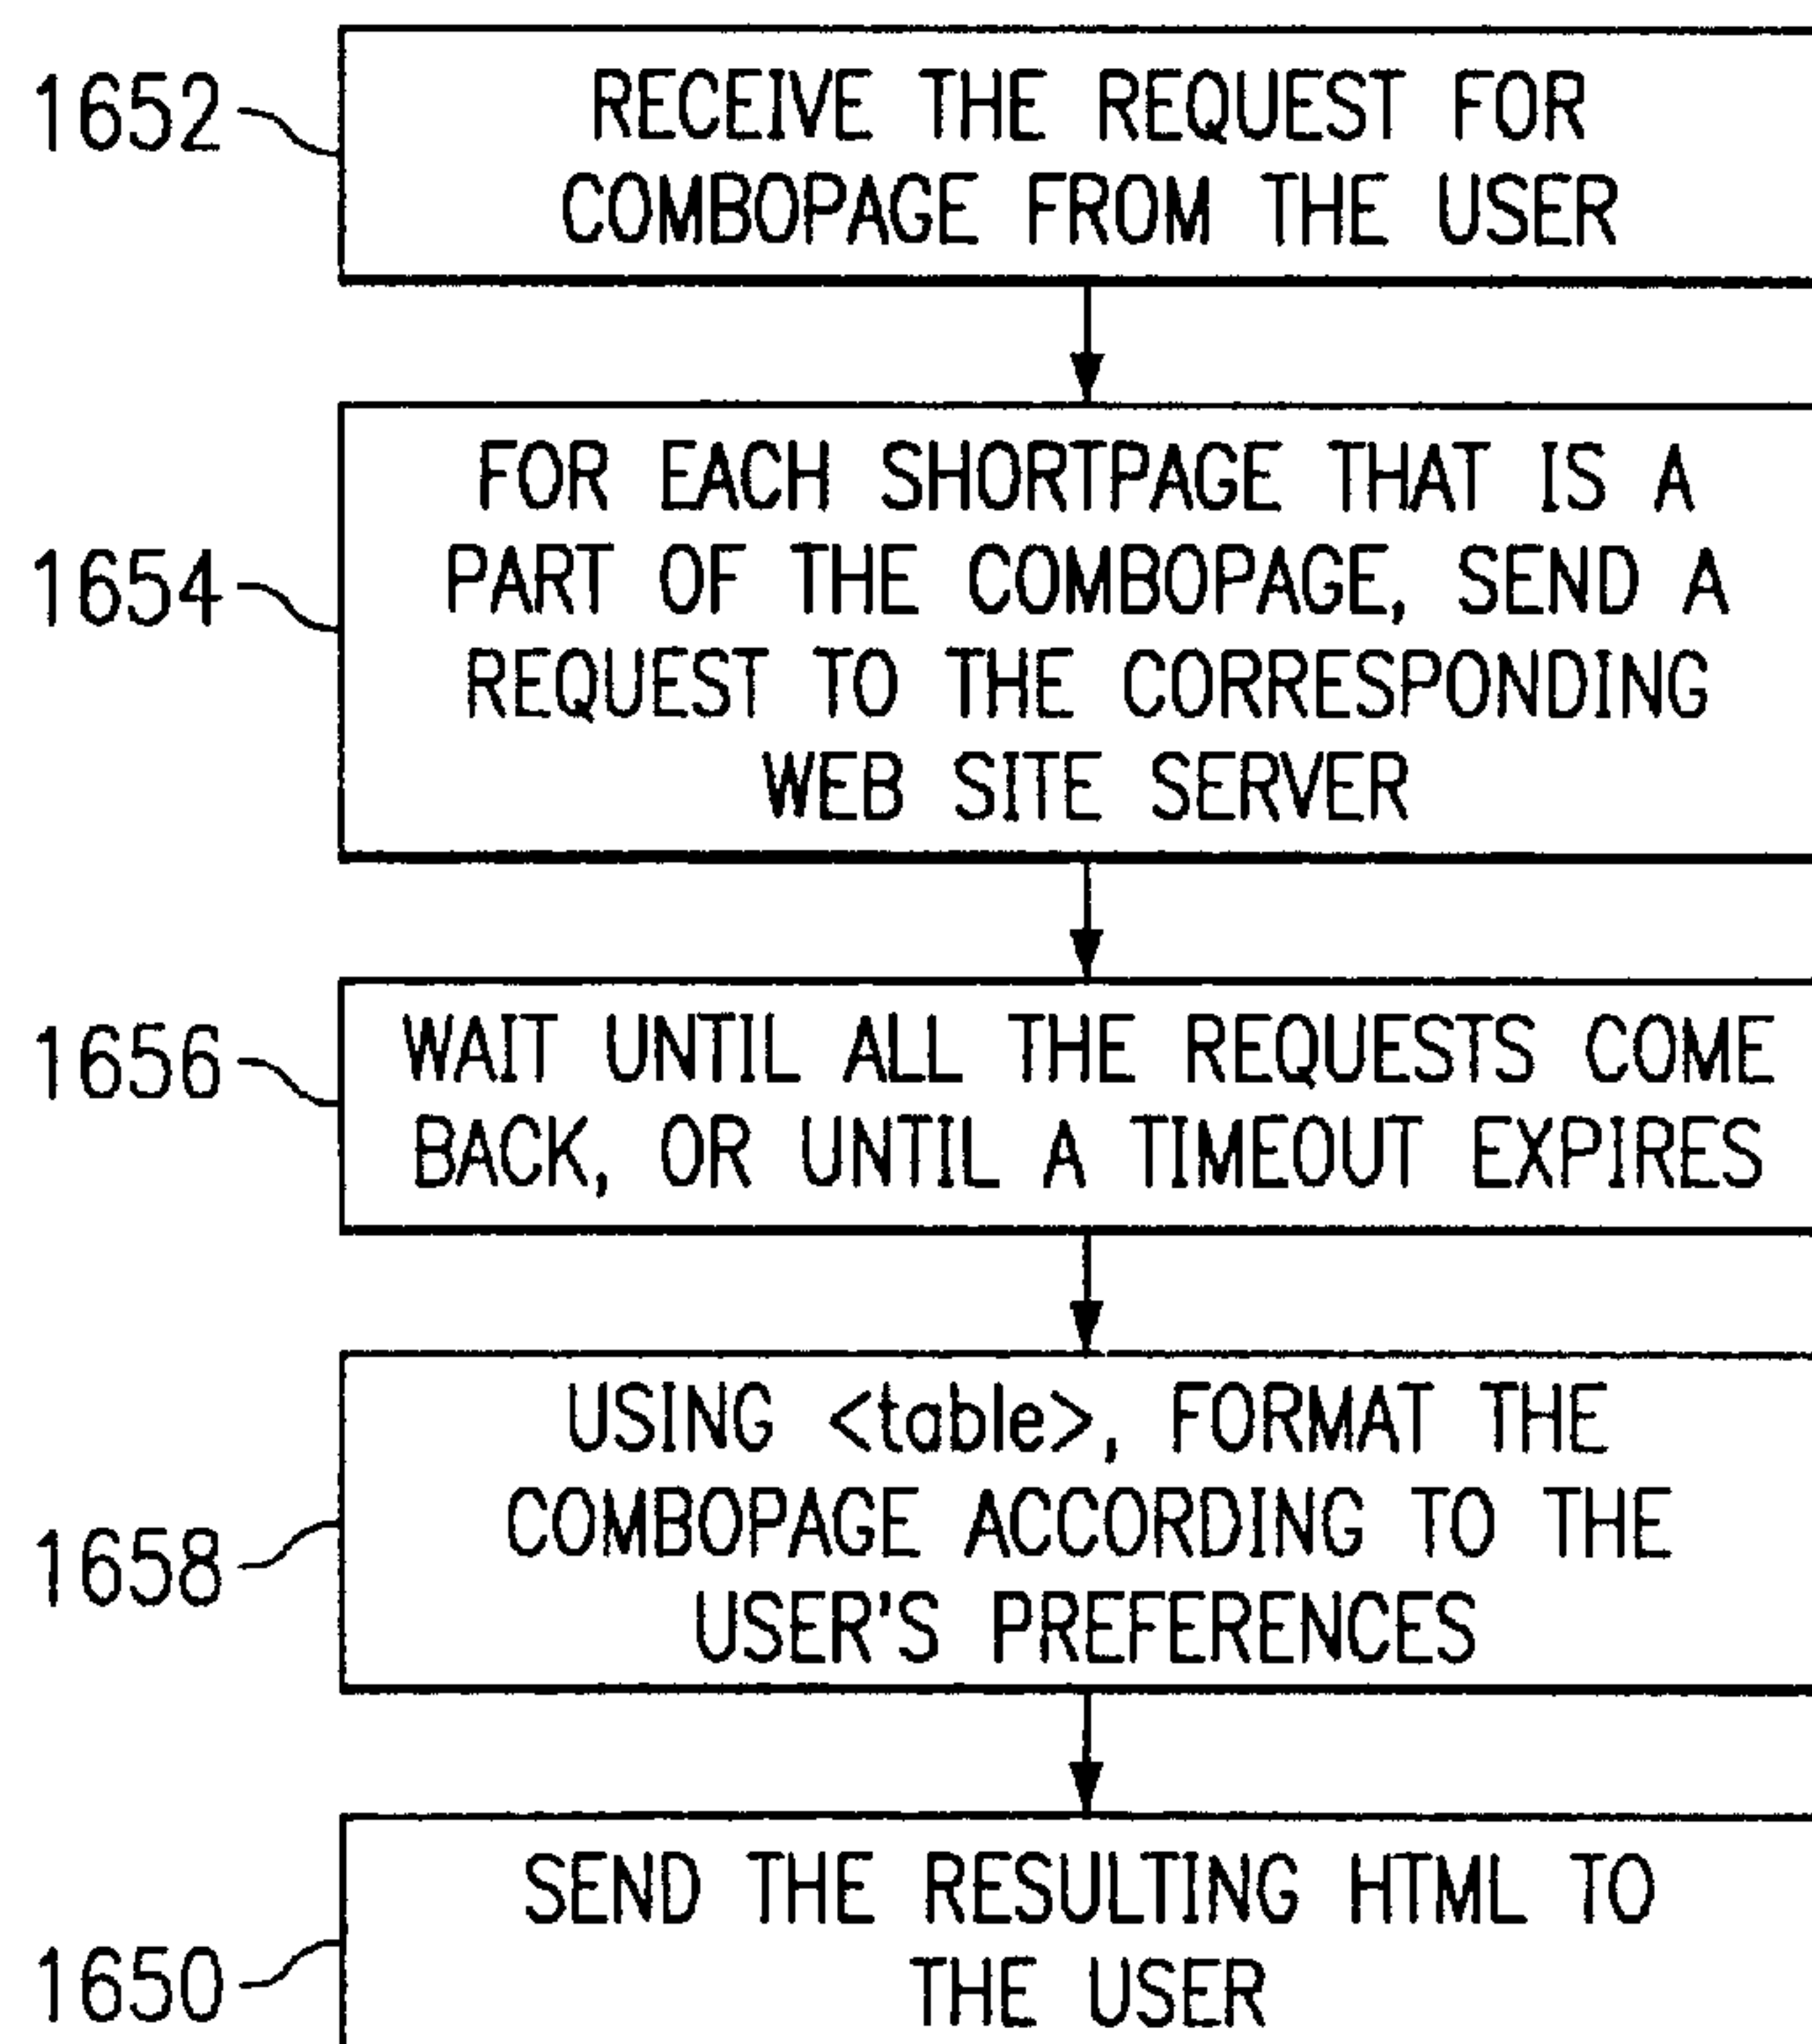 1652
RECEIVE THE REQUEST FOR
COMBOPAGE FROM THE USER
1654
FOR EACH SHORTPAGE THAT IS A
PART OF THE COMBOPAGE, SEND A
REQUEST TO THE CORRESPONDING
WEB SITE SERVER
1656
WAIT UNTIL ALL THE REQUESTS COME
BACK, OR UNTIL A TIMEOUT EXPIRES
1658
USING <table>, FORMAT THE
COMBOPAGE ACCORDING TO THE
USER'S PREFERENCES
1650
SEND THE RESULTING HTML TO
THE USER